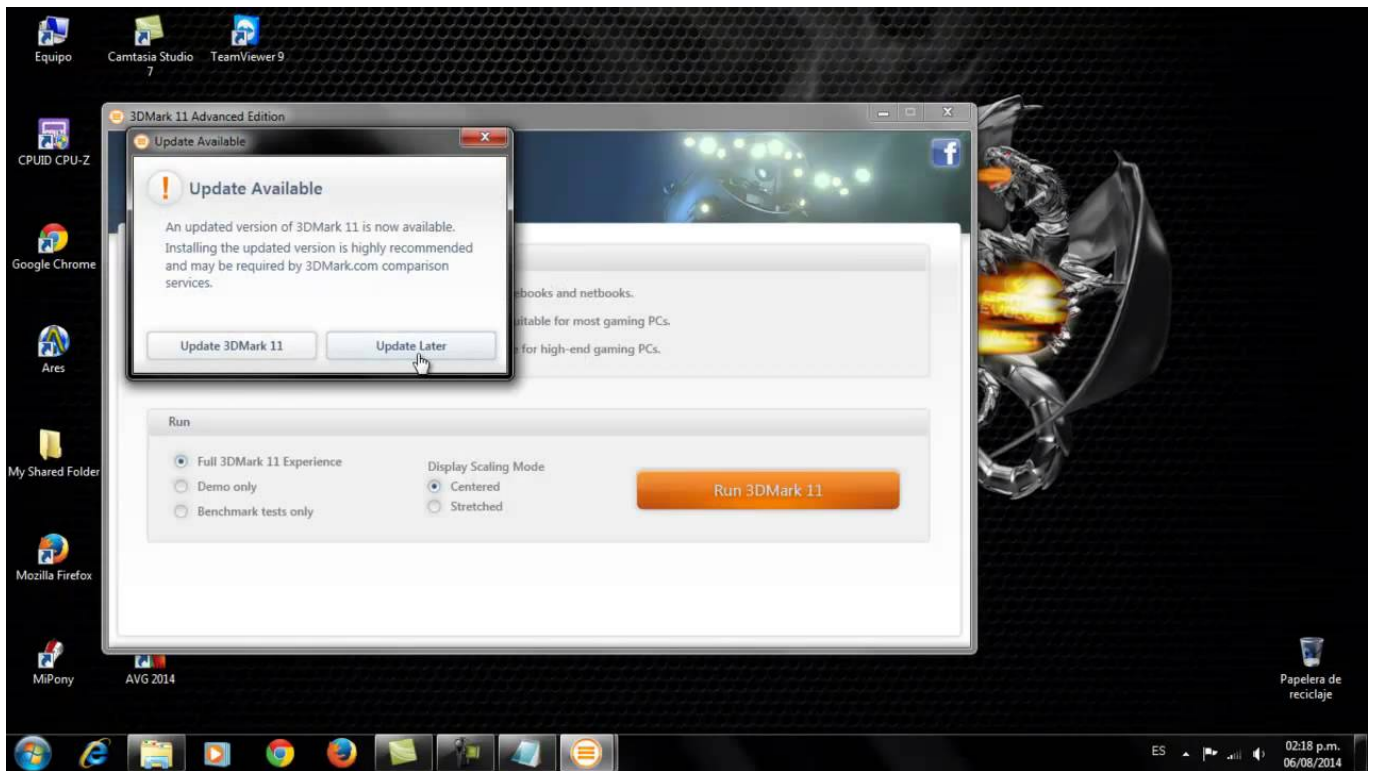 Equipo
Camtasia Studio
7
TeamViewer 9
CPUID CPU-Z
Google Chrome
Ares
My Shared Folder
Mozilla Firefox
MiPony
AVG 2014
3DMark 11 Advanced Edition
Update Available
Update Available
An updated version of 3DMark 11 is now available.
Installing the updated version is highly recommended
and may be required by 3DMark.com comparison
services.
Update 3DMark 11
Update Later
and netbooks.
for most gaming PCs.
for high-end gaming PCs.
Run
Full 3DMark 11 Experience
Demo only
Benchmark tests only
Display Scaling Mode
Centered
Stretched
Run 3DMark 11
Papelera de
reciclaje
ES
02:18 p.m.
06/08/2014